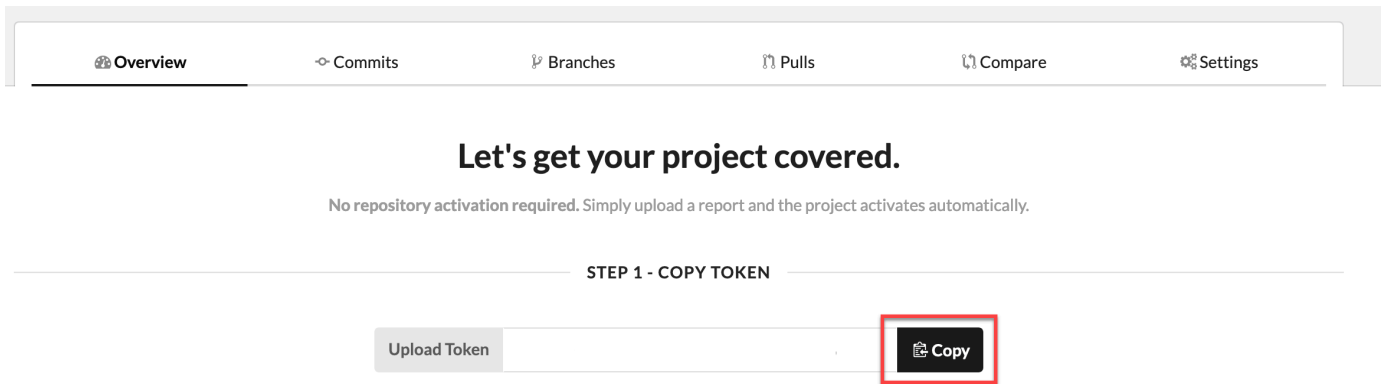 Overview Commits Branches Pulls Compare Settings
Let's get your project covered.
No repository activation required. Simply upload a report and the project activates automatically.
STEP 1 - COPY TOKEN
Upload Token Copy